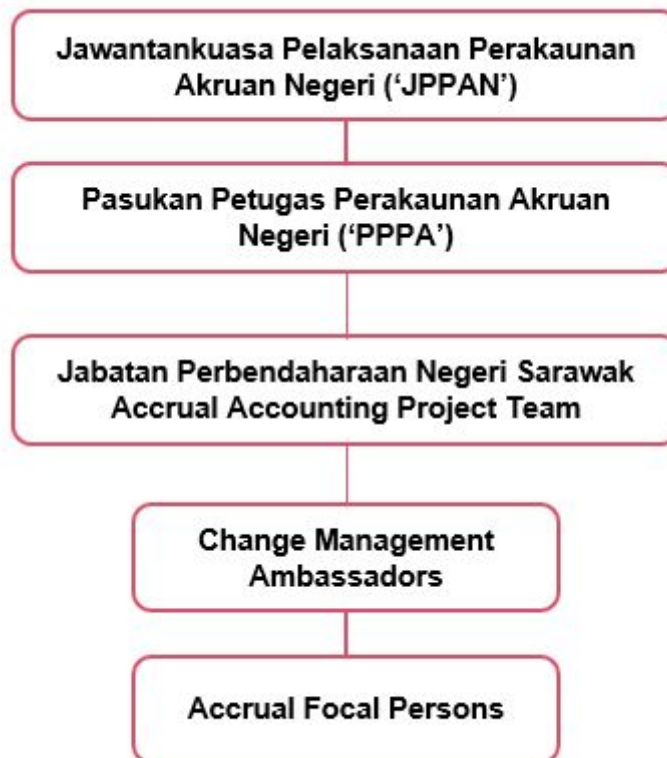 Jawantankuasa Pelaksanaan Perakaunan
Akruan Negeri (‘JPPAN’)
Pasukan Petugas Perakaunan Akruan
Negeri (‘PPPA’)
Jabatan Perbendaharaan Negeri Sarawak
Accrual Accounting Project Team
Change Management
Ambassadors
Accrual Focal Persons